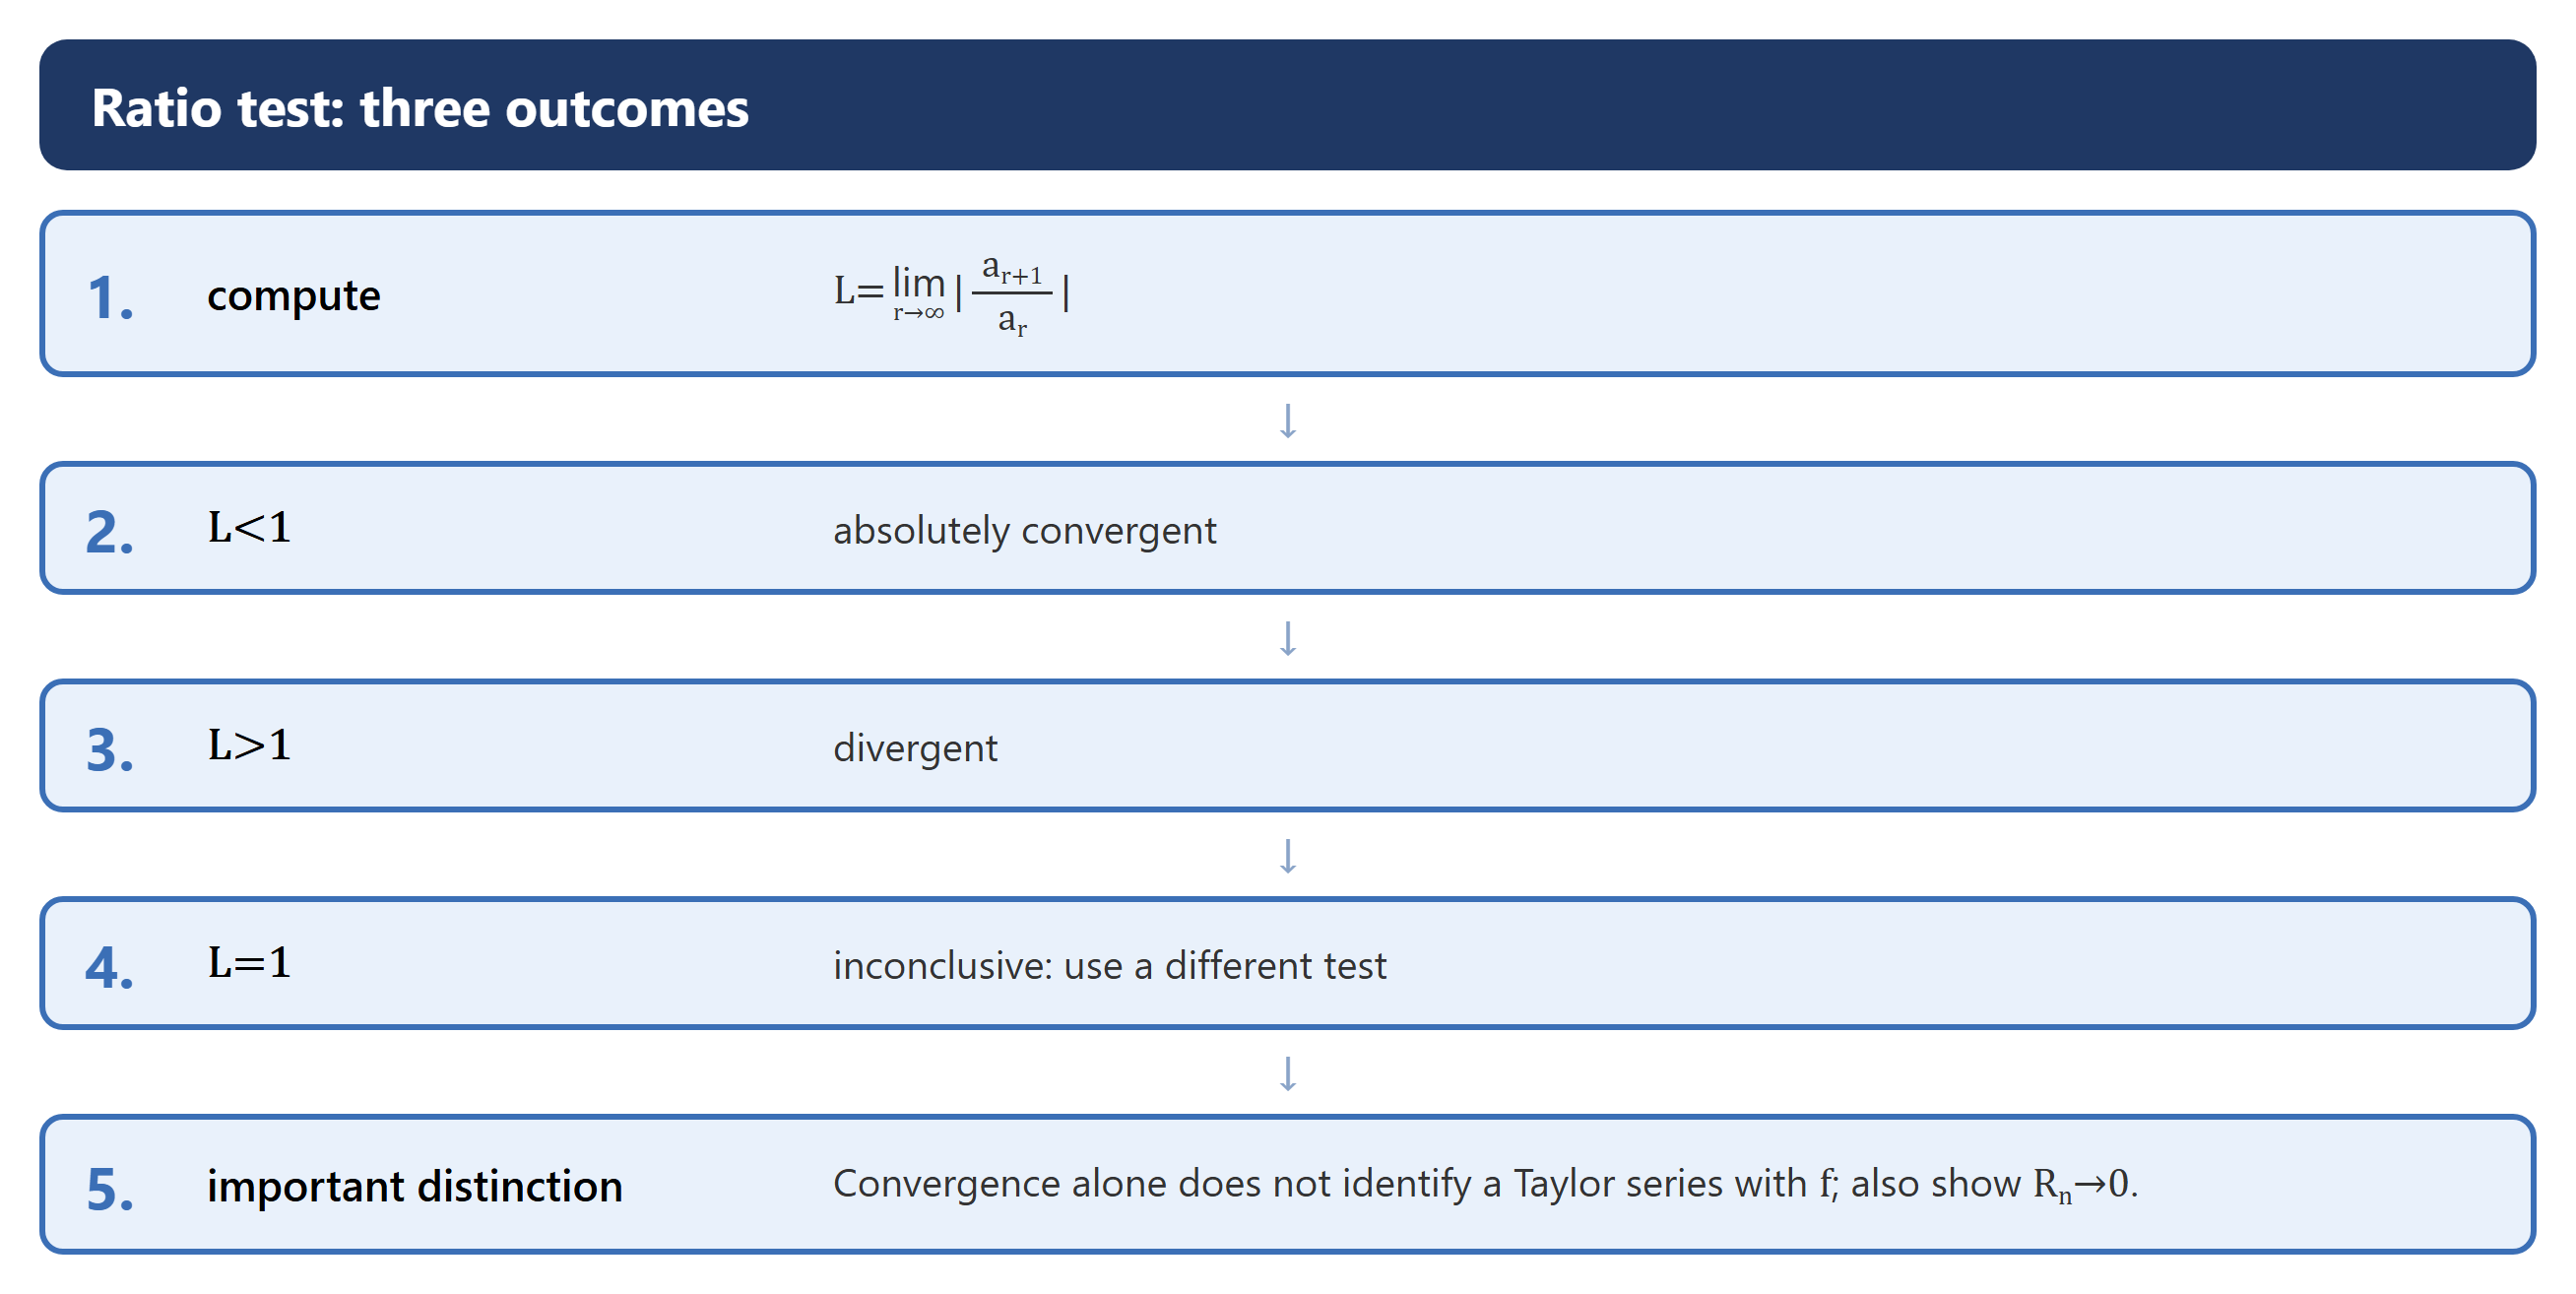 Ratio test: three outcomes
1. compute L=lim r→∞ | a_{r+1} / a_r |
↓
2. L<1 absolutely convergent
↓
3. L>1 divergent
↓
4. L=1 inconclusive: use a different test
↓
5. important distinction Convergence alone does not identify a Taylor series with f; also show R_n→0.